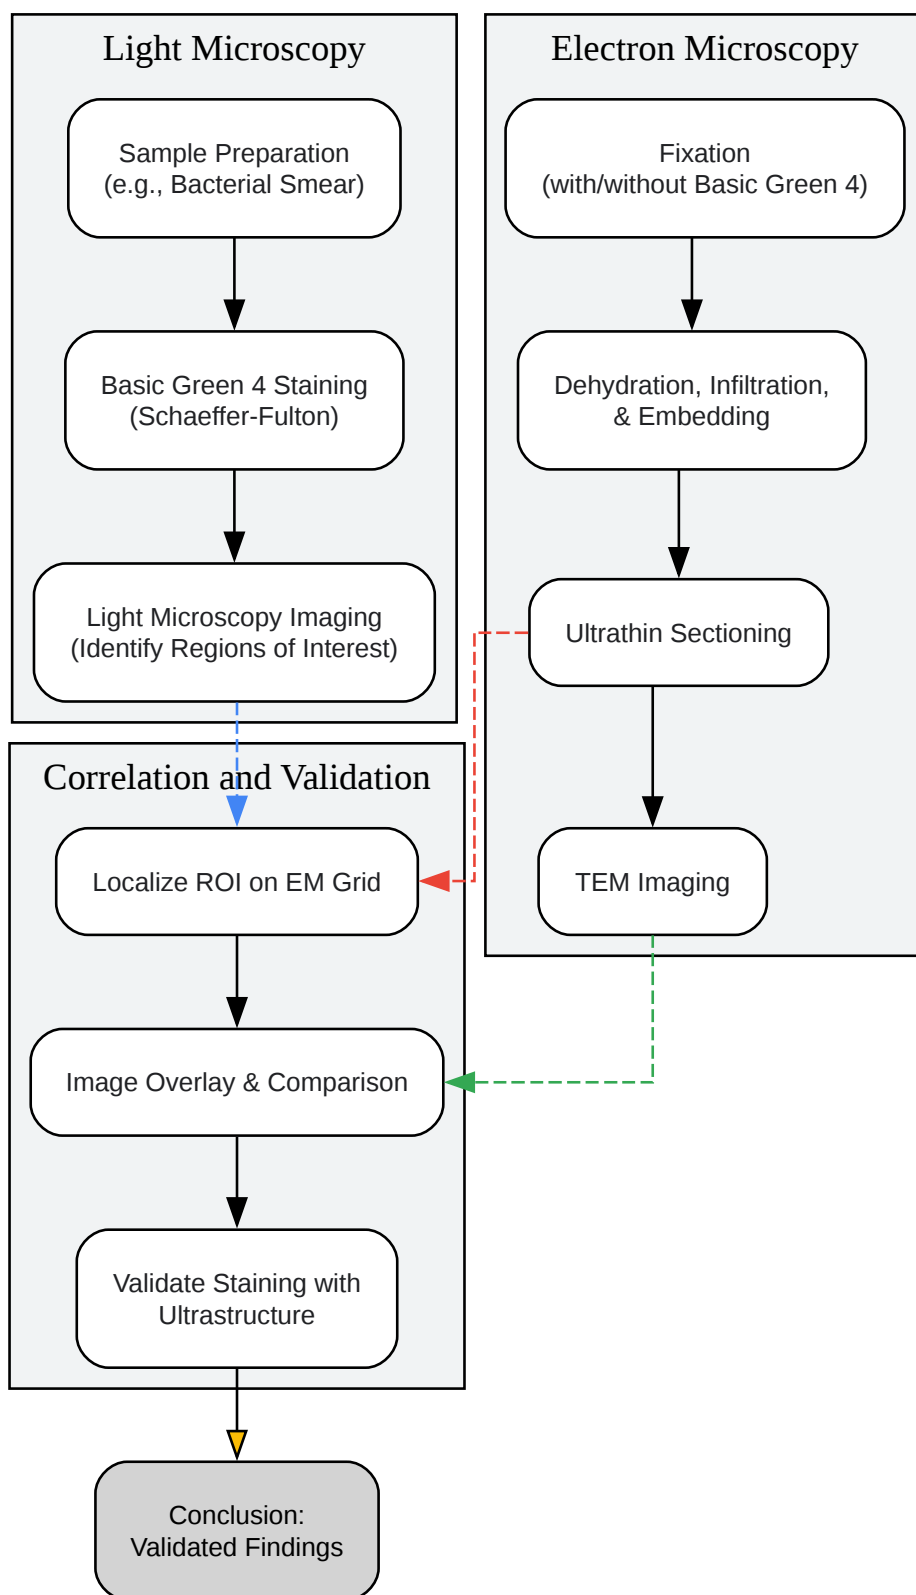 Light Microscopy
Sample Preparation
(e.g., Bacterial Smear)
Basic Green 4 Staining
(Schaeffer-Fulton)
Light Microscopy Imaging
(Identify Regions of Interest)
Electron Microscopy
Fixation
(with/without Basic Green 4)
Dehydration, Infiltration,
& Embedding
Ultrathin Sectioning
TEM Imaging
Correlation and Validation
Localize ROI on EM Grid
Image Overlay & Comparison
Validate Staining with
Ultrastructure
Conclusion:
Validated Findings